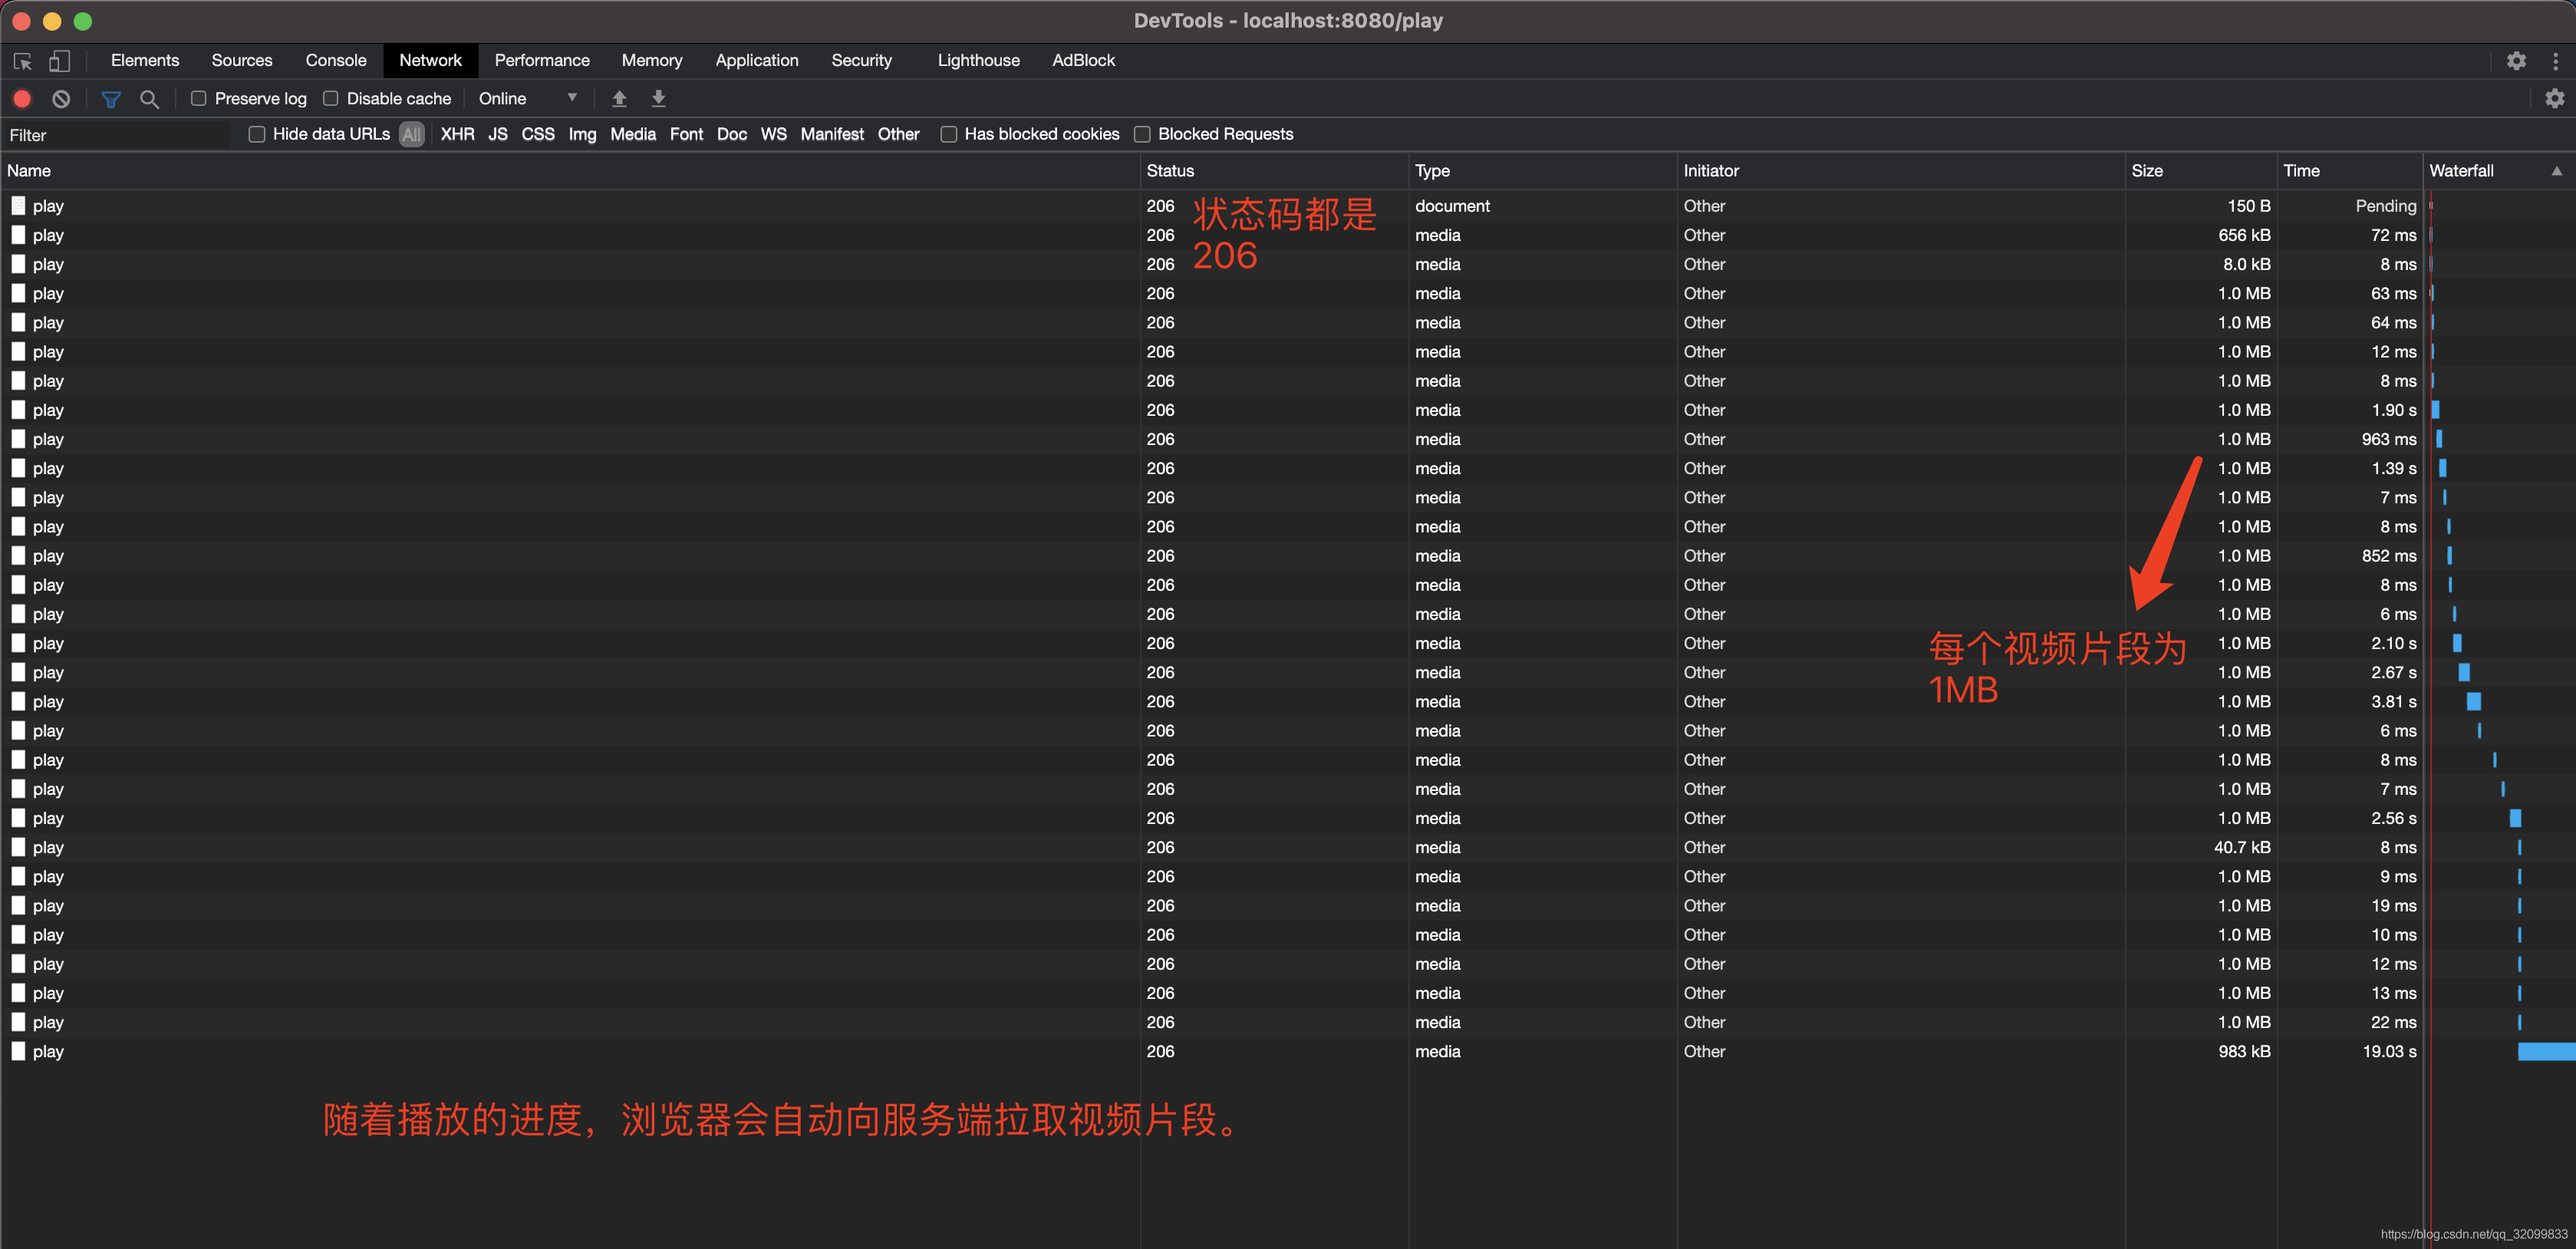 DevTools - localhost:8080/play
Elements Sources Console Network Performance Memory Application Security Lighthouse AdBlock
Preserve log Disable cache Online
Filter Hide data URLs All XHR JS CSS Img Media Font Doc WS Manifest Other Has blocked cookies Blocked Requests
Name Status Type Initiator Size Time Waterfall
play 206 document Other 150 B Pending
状态码都是
206
play 206 media Other 656 kB 72 ms
play 206 media Other 8.0 kB 8 ms
play 206 media Other 1.0 MB 63 ms
play 206 media Other 1.0 MB 64 ms
play 206 media Other 1.0 MB 12 ms
play 206 media Other 1.0 MB 8 ms
play 206 media Other 1.0 MB 1.90 s
play 206 media Other 1.0 MB 963 ms
play 206 media Other 1.0 MB 1.39 s
play 206 media Other 1.0 MB 7 ms
play 206 media Other 1.0 MB 8 ms
play 206 media Other 1.0 MB 852 ms
play 206 media Other 1.0 MB 8 ms
play 206 media Other 1.0 MB 6 ms
play 206 media Other 1.0 MB 2.10 s
每个视频片段为
1MB
play 206 media Other 1.0 MB 2.67 s
play 206 media Other 1.0 MB 3.81 s
play 206 media Other 1.0 MB 6 ms
play 206 media Other 1.0 MB 8 ms
play 206 media Other 1.0 MB 7 ms
play 206 media Other 1.0 MB 2.56 s
play 206 media Other 40.7 kB 8 ms
play 206 media Other 1.0 MB 9 ms
play 206 media Other 1.0 MB 19 ms
play 206 media Other 1.0 MB 10 ms
play 206 media Other 1.0 MB 12 ms
play 206 media Other 1.0 MB 13 ms
play 206 media Other 1.0 MB 22 ms
play 206 media Other 983 kB 19.03 s
随着播放的进度，浏览器会自动向服务端拉取视频片段。
https://blog.csdn.net/qq_32099833